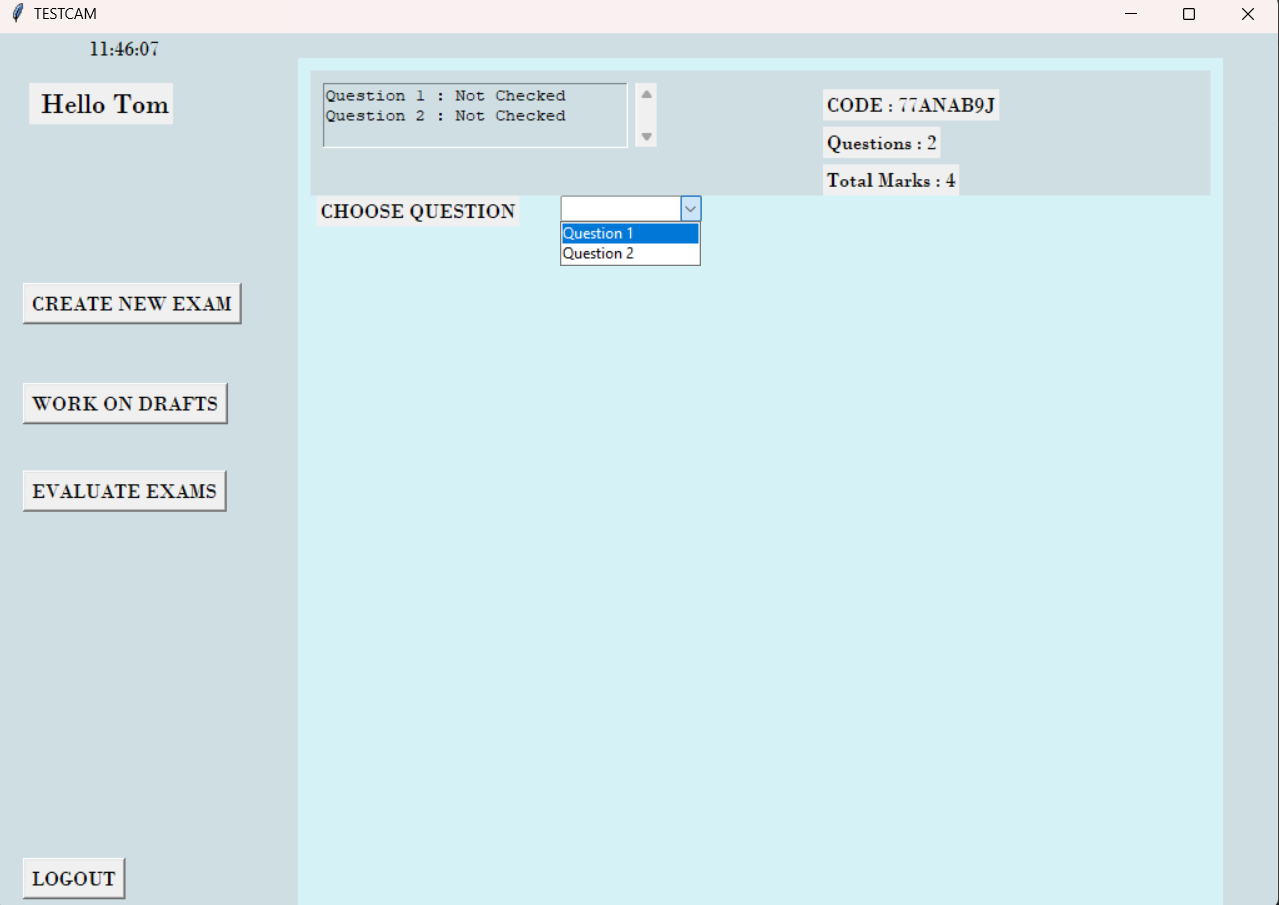 TESTCAM
11:46:07
Hello Tom
Question 1 : Not Checked
Question 2 : Not Checked
CODE : 77ANAB9J
Questions : 2
Total Marks : 4
CHOOSE QUESTION
Question 1
Question 2
CREATE NEW EXAM
WORK ON DRAFTS
EVALUATE EXAMS
LOGOUT